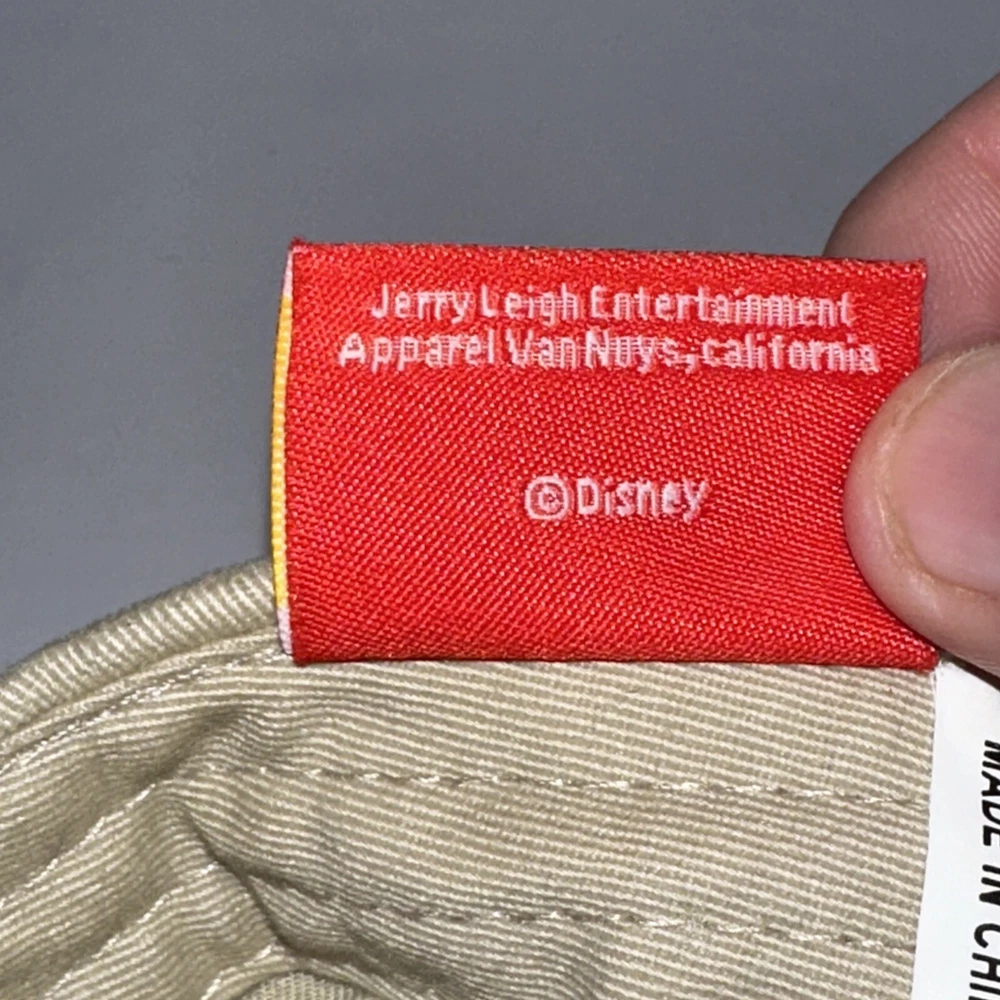 Jerry Leigh Entertainment
Apparel Van Nuys, california
©Disney
MADE IN CHI